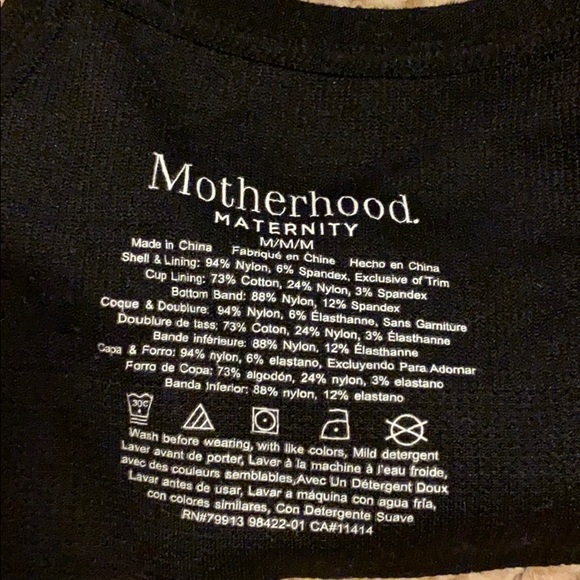 Motherhood.
MATERNITY
M/M/M
Made in China Fabriqué en Chine Hecho en China
Shell & Lining: 94% Nylon, 6% Spandex, Exclusive of Trim
Cup Lining: 73% Cotton, 24% Nylon, 3% Spandex
Bottom Band: 88% Nylon, 12% Spandex
Coque & Doublure: 94% Nylon, 6% Élasthanne, Sans Garniture
Doublure de tass: 73% Coton, 24% Nylon, 3% Élasthanne
Bande inférieure: 88% Nylon, 12% Élasthanne
Capa & Forro: 94% nylon, 6% elastano, Excluyendo Para Adornar
Forro de Copa: 73% algodón, 24% nylon, 3% elastano
Banda Inferior: 88% nylon, 12% elastano
30C
Wash before wearing, with like colors, Mild detergent
Laver avant de porter, Laver à la machine à l'eau froide,
avec des couleurs semblables,Avec Un Détergent Doux
Lavar antes de usar, Lavar a máquina con agua fría,
con colores similares, Con Detergente Suave
RN#79913 98422-01 CA#11414